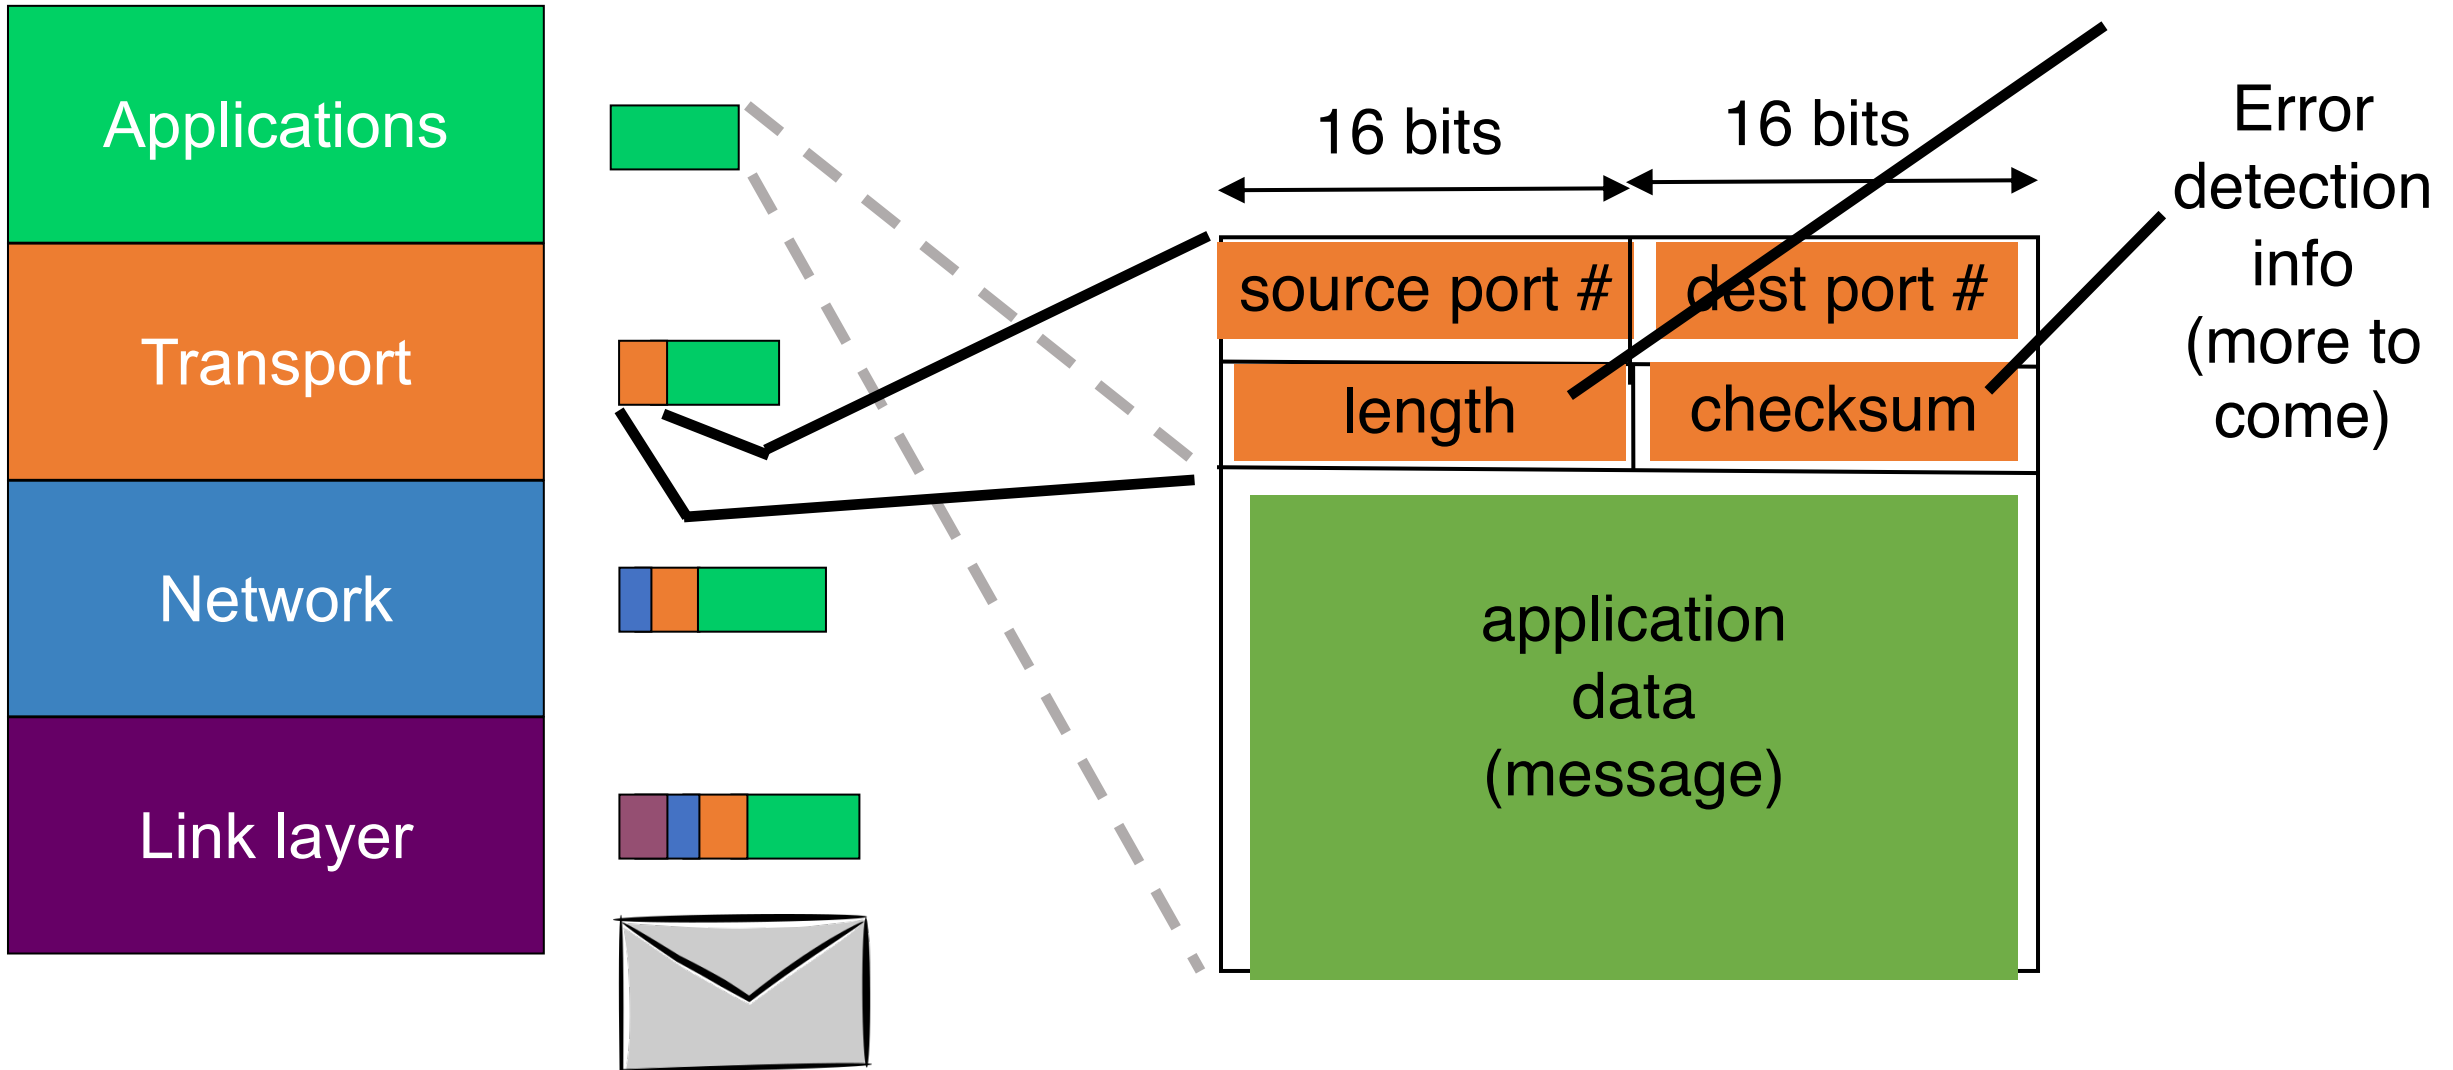 Applications
Transport
Network
Link layer
16 bits
16 bits
source port #
dest port #
length
checksum
application
data
(message)
Error
detection
info
(more to
come)